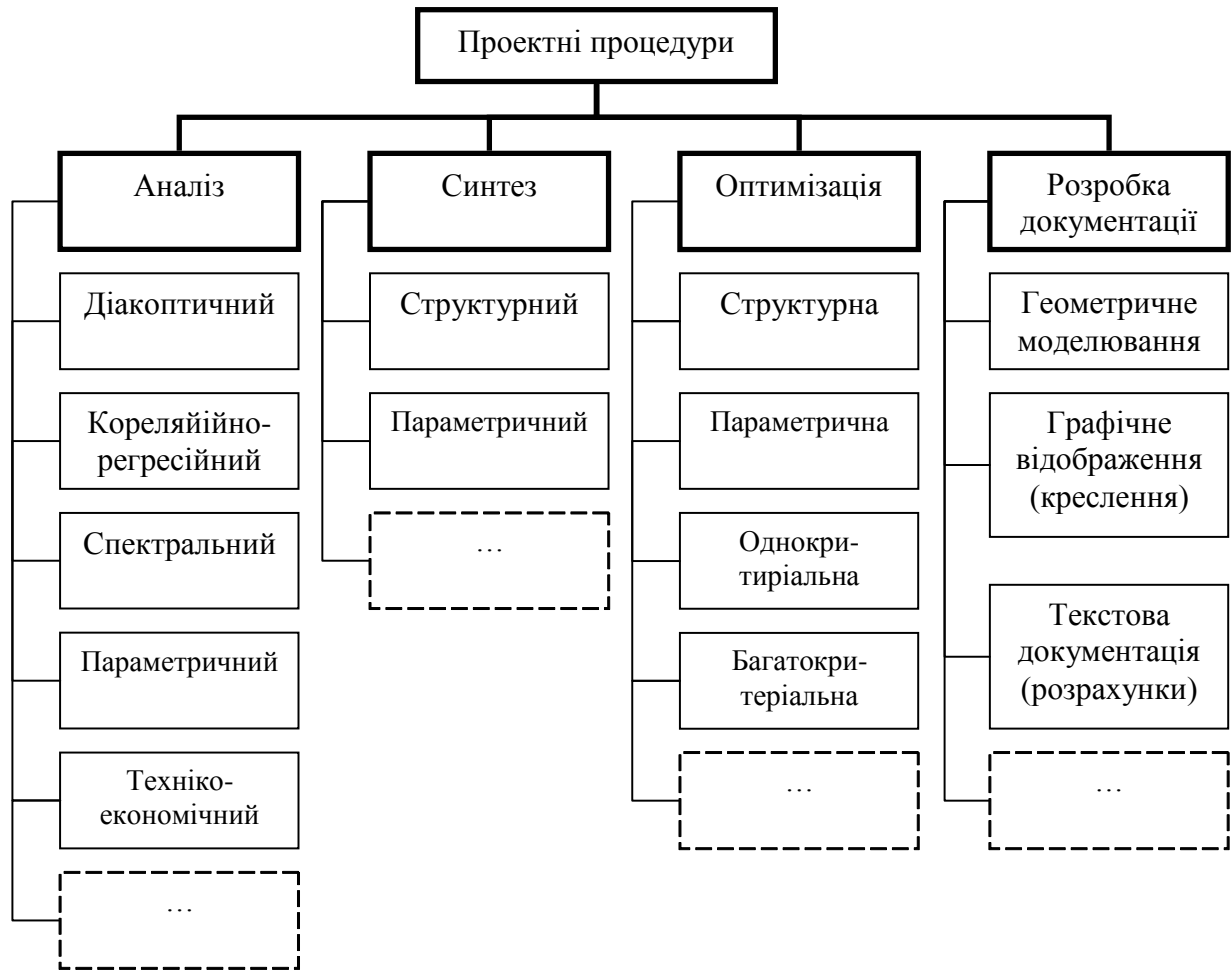 Проектні процедури
Аналіз
Діакоптичний
Кореляйійно-
регресійний
Спектральний
Параметричний
Техніко-
економічний
…
Синтез
Структурний
Параметричний
…
Оптимізація
Структурна
Параметрична
Однокри-
тиріальна
Багатокри-
теріальна
…
Розробка
документації
Геометричне
моделювання
Графічне
відображення
(креслення)
Текстова
документація
(розрахунки)
…